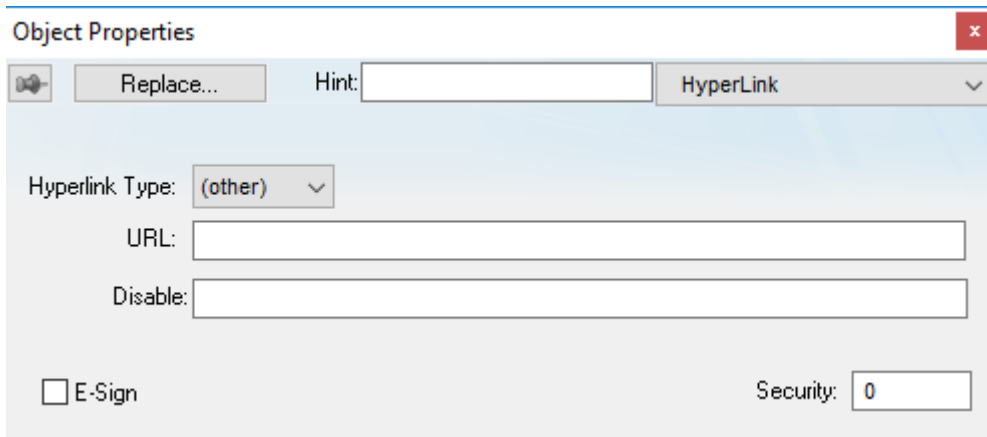 Object Properties
x
Replace... Hint: HyperLink
Hyperlink Type: (other)
URL:
Disable:
E-Sign Security: 0